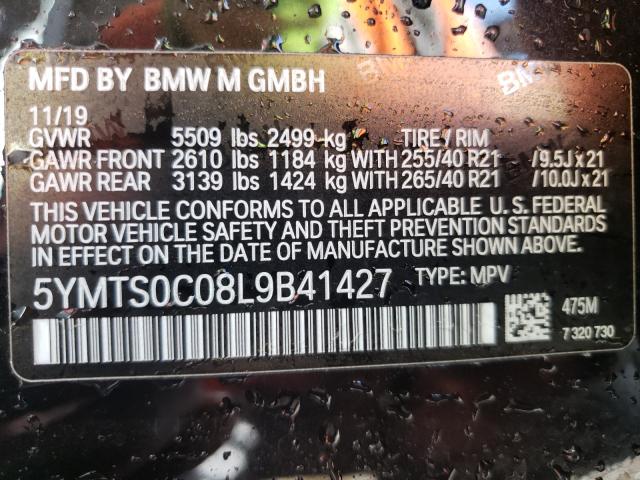 MFD BY BMW M GMBH
11/19
GVWR 5509 lbs 2499 kg TIRE / RIM
GAWR FRONT 2610 lbs 1184 kg WITH 255/40 R21 /9.5J x 21
GAWR REAR 3139 lbs 1424 kg WITH 265/40 R21 /10.0J x 21
THIS VEHICLE CONFORMS TO ALL APPLICABLE U. S. FEDERAL
MOTOR VEHICLE SAFETY AND THEFT PREVENTION STANDARDS
IN EFFECT ON THE DATE OF MANUFACTURE SHOWN ABOVE.
5YMTS0C08L9B41427 TYPE: MPV
475M
7 320 730